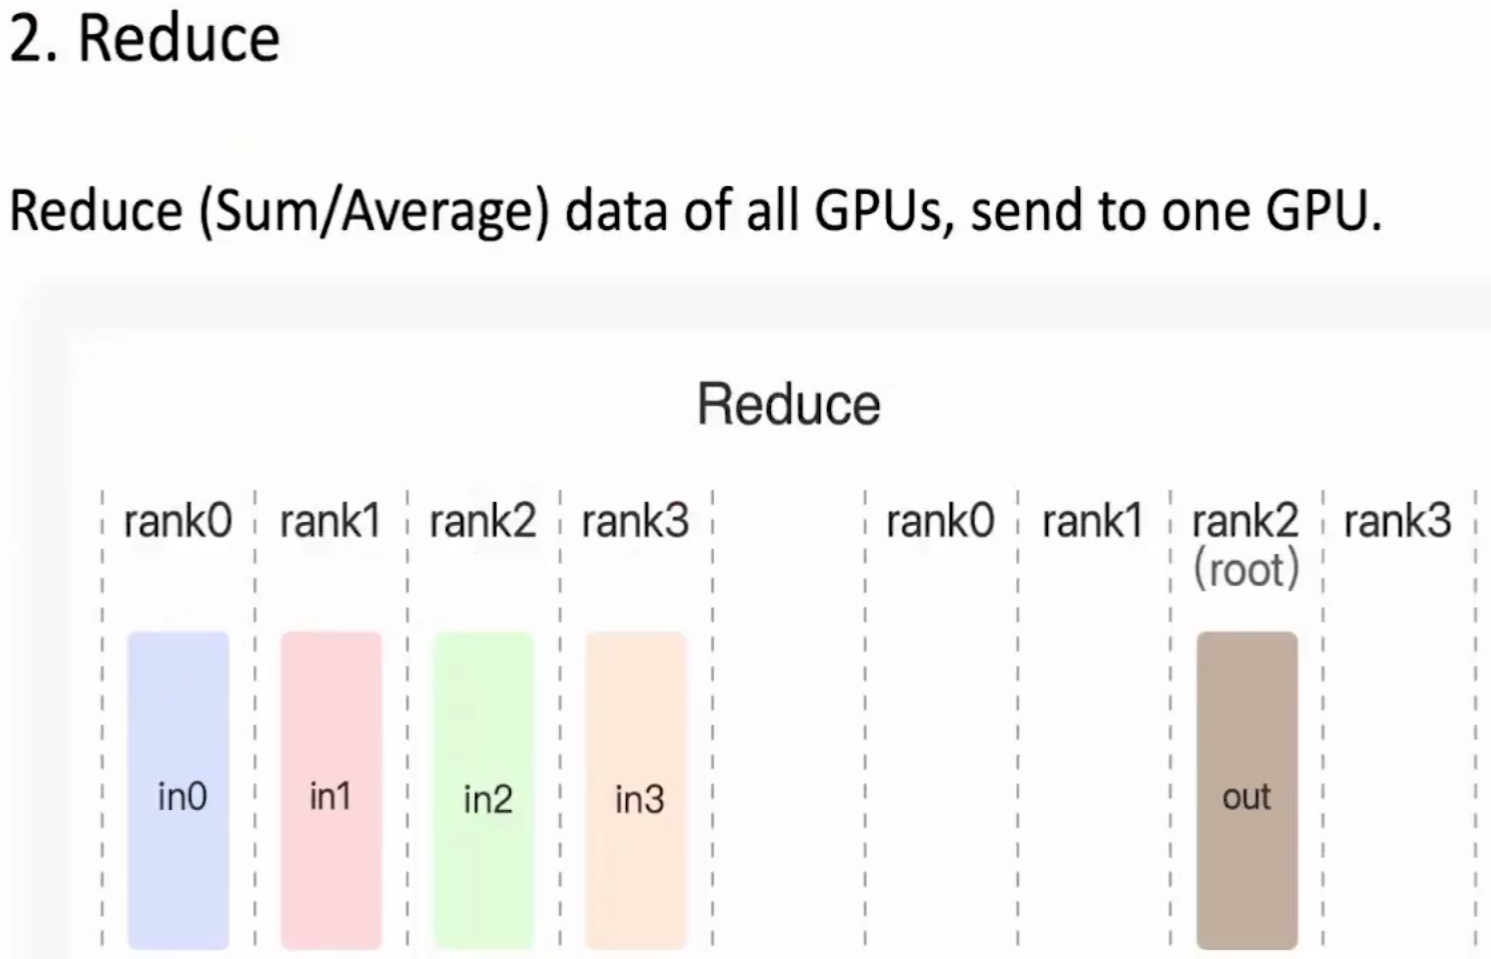 2. Reduce
Reduce (Sum/Average) data of all GPUs, send to one GPU.
Reduce
rank0 rank1 rank2 rank3 rank0 rank1 rank2 rank3
(root)
in0 in1 in2 in3 out